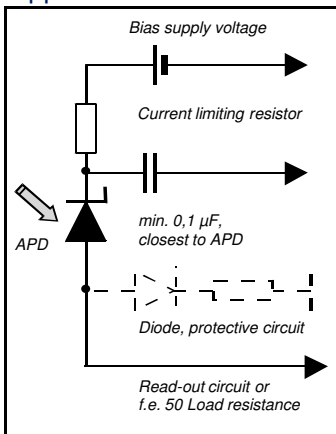 Bias supply voltage
Current limiting resistor
APD
min. 0,1 µF,
closest to APD
Diode, protective circuit
Read-out circuit or
f.e. 50 Load resistance